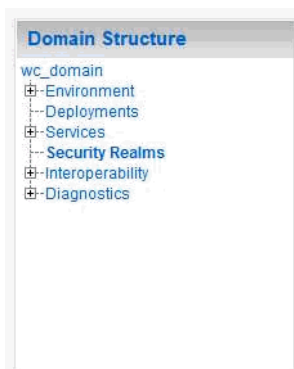 Domain Structure
wc_domain
Environment
Deployments
Services
Security Realms
Interoperability
Diagnostics